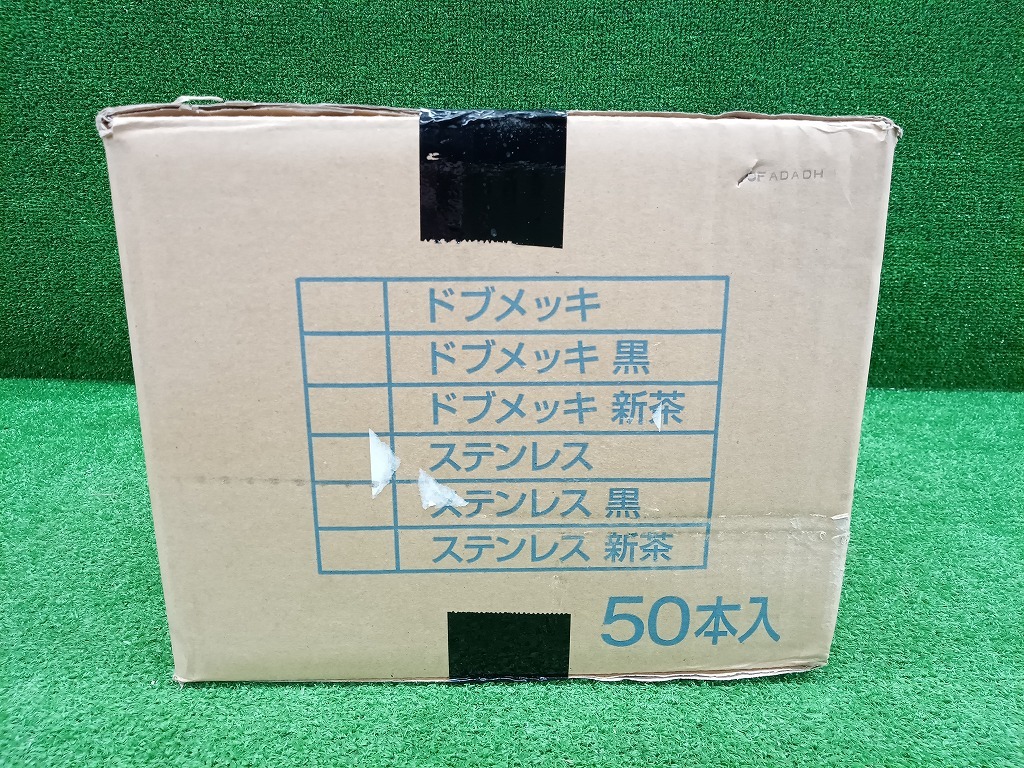 ドブメッキ
ドブメッキ 黒
ドブメッキ 新茶
ステンレス
ステンレス 黒
ステンレス 新茶
50本入